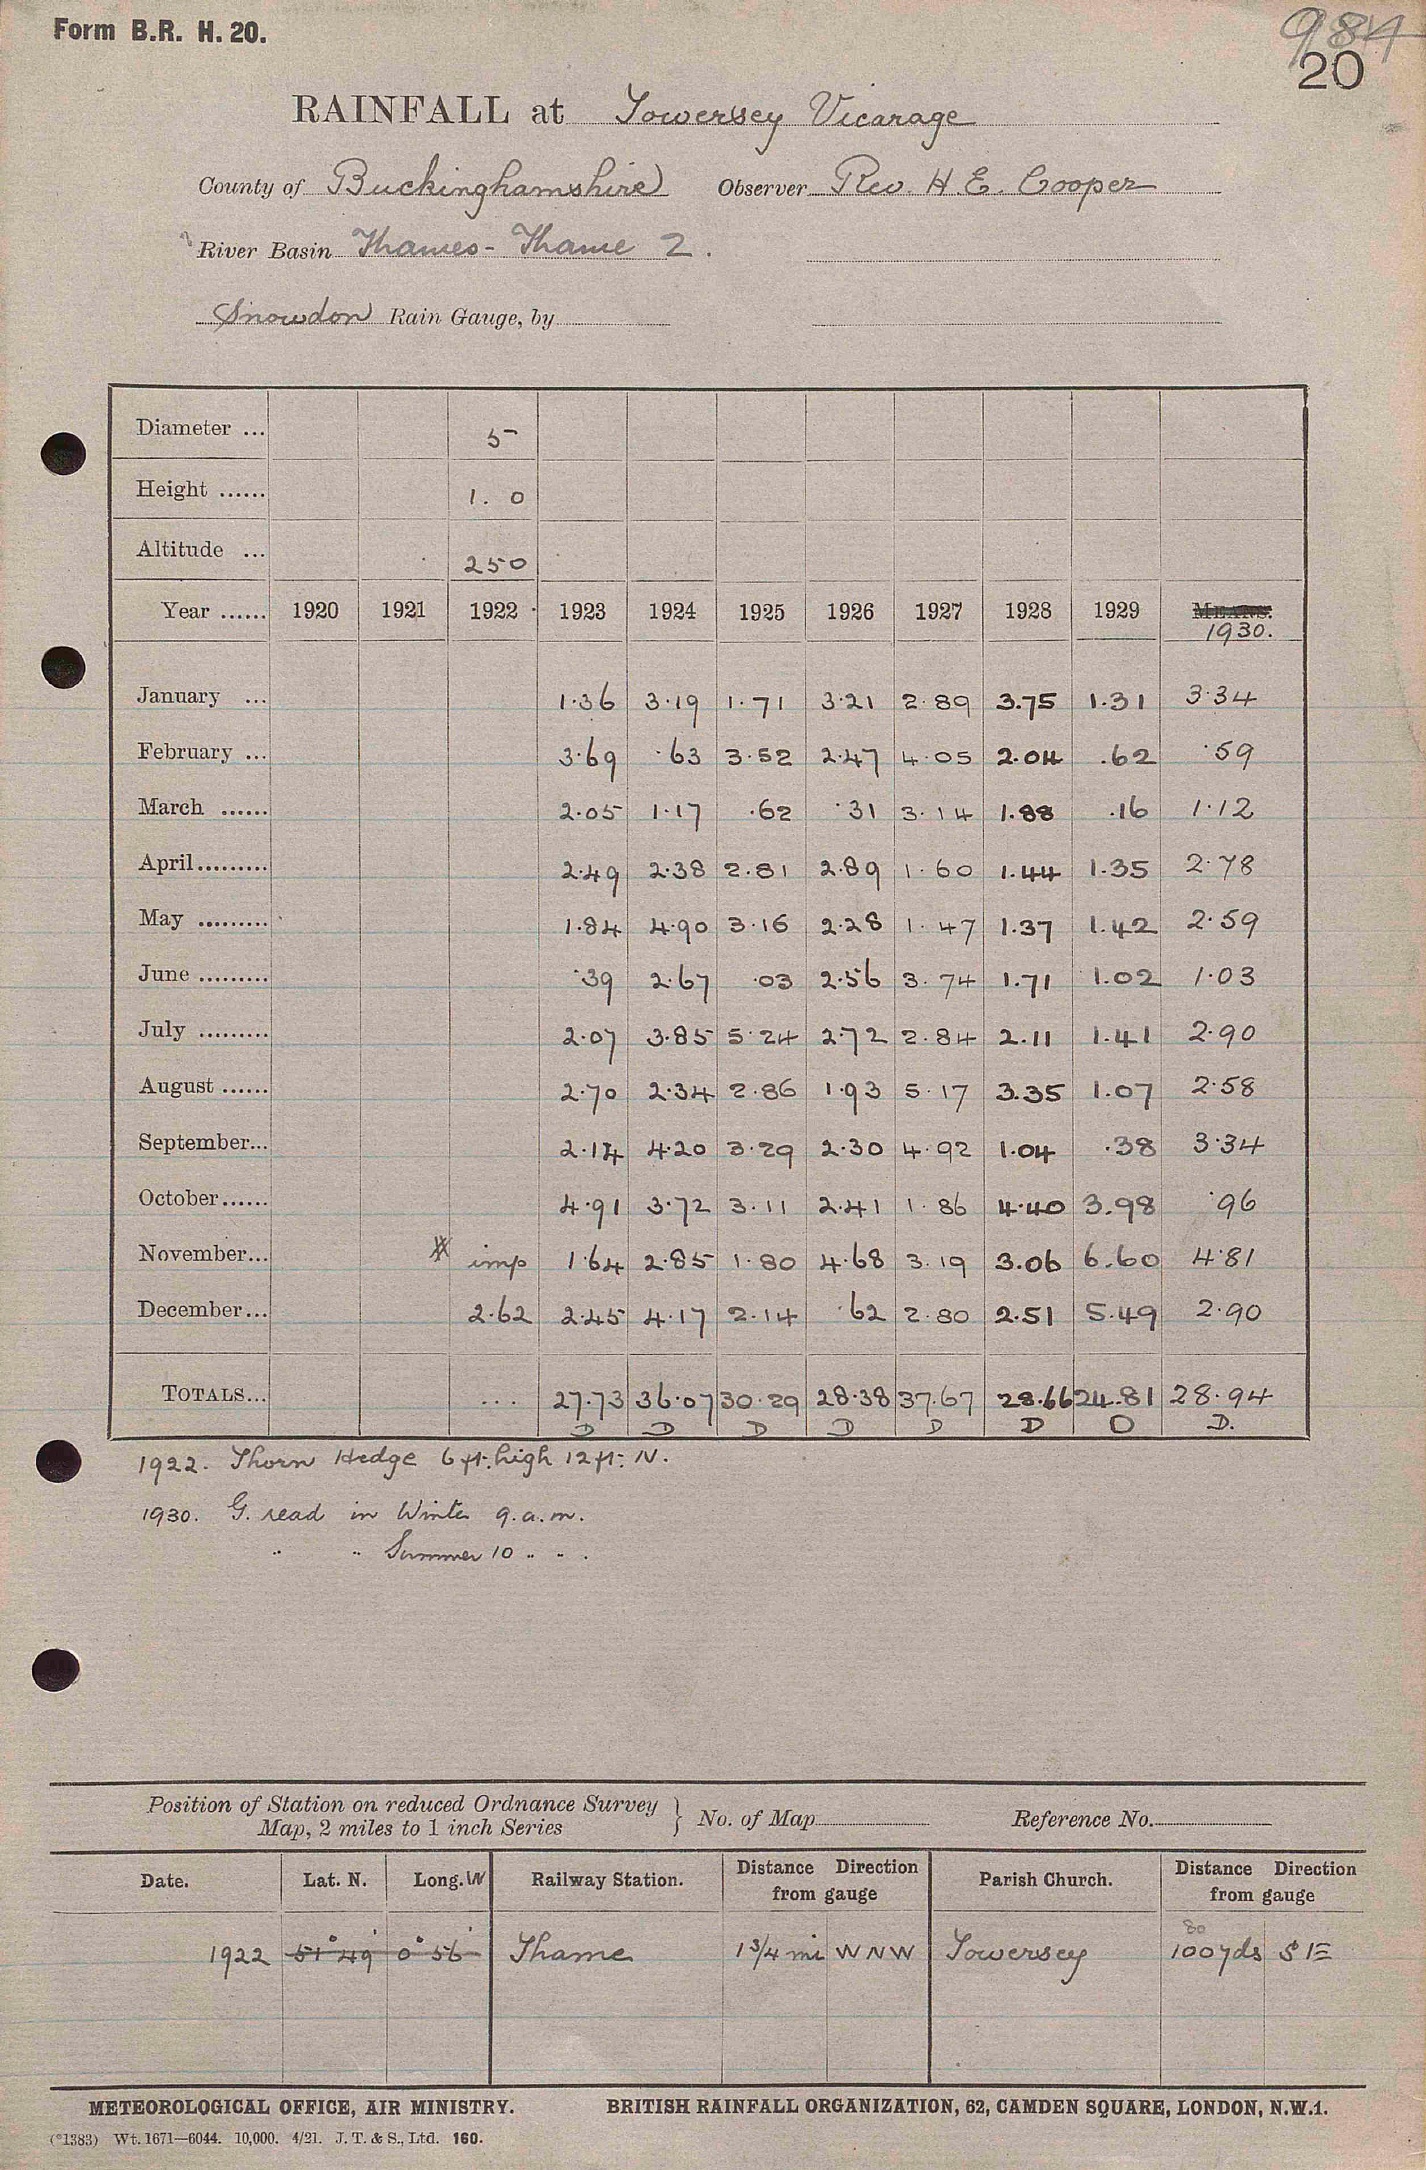 Form B.R. H. 20.
984
20
RAINFALL at Towersey Vicarage
County of Buckinghamshire Observer Rev. H. E. Cooper
River Basin Thames - Thame 2.
Snowdon Rain Gauge, by
Diameter ... 5
Height ...... 1. 0
Altitude ... 250
Year ...... 1920 1921 1922 1923 1924 1925 1926 1927 1928 1929 MEANS. 1930.
January ... 1.36 3.19 1.71 3.21 2.89 3.75 1.31 3.34
February ... 3.69 .63 3.52 2.47 4.05 2.04 .62 .59
March ...... 2.05 1.17 .62 .31 3.14 1.88 .16 1.12
April ......... 2.49 2.38 2.81 2.89 1.60 1.44 1.35 2.78
May ......... 1.84 4.90 3.16 2.28 1.47 1.37 1.42 2.59
June ......... .39 2.67 .03 2.56 3.74 1.71 1.02 1.03
July ......... 2.07 3.85 5.24 2.72 2.84 2.11 1.41 2.90
August ...... 2.70 2.34 2.86 1.93 5.17 3.35 1.07 2.58
September... 2.14 4.20 3.29 2.30 4.92 1.04 .38 3.34
October...... 4.91 3.72 3.11 2.41 1.86 4.40 3.98 .96
November... imp 1.64 2.85 1.80 4.68 3.19 3.06 6.60 4.81
December... 2.62 2.45 4.17 2.14 .62 2.80 2.51 5.49 2.90
TOTALS... ... 27.73 36.07 30.29 28.38 37.67 28.66 24.81 28.94
D D D D D D D D.
1922. Thorn Hedge 6 ft. high 12 ft. N.
1930. G. read in Winter 9. a.m.
" " Summer 10 " " .
Position of Station on reduced Ordnance Survey
Map, 2 miles to 1 inch Series } No. of Map Reference No.
Date. Lat. N. Long. W Railway Station. Distance Direction from gauge Parish Church. Distance Direction from gauge
80
1922 51° 49' 0° 56' Thame 1 3/4 mi W N W Towersey 100 yds S E
METEOROLOGICAL OFFICE, AIR MINISTRY. BRITISH RAINFALL ORGANIZATION, 62, CAMDEN SQUARE, LONDON, N.W.1.
(*1383) Wt. 1671—6044. 10,000. 4/21. J. T. & S., Ltd. 160.